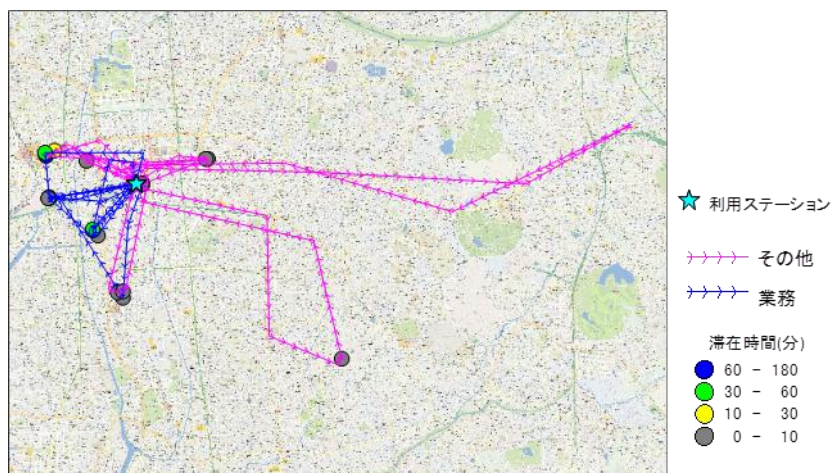 利用ステーション
その他
業務
滞在時間(分)
60 - 180
30 - 60
10 - 30
0 - 10